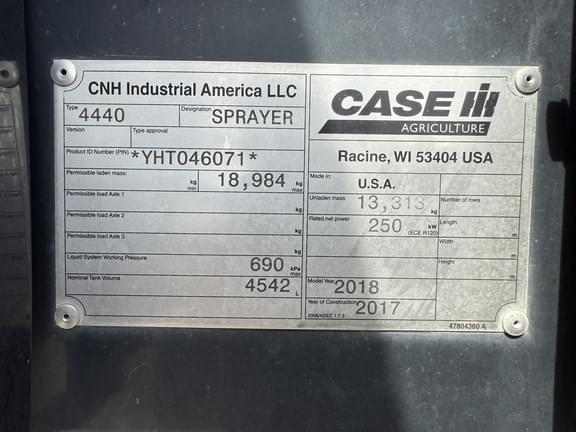 CNH Industrial America LLC
Type 4440 Designation SPRAYER
Version Type approval
Product ID Number (PIN) *YHT046071*
Permissible laden mass: kg min 18,984 kg max
Permissible load Axle 1 kg
Permissible load Axle 2 kg
Permissible load Axle 3 kg
Liquid System Working Pressure 690 kPa max
Nominal Tank Volume 4542 L
CASE IH
AGRICULTURE
Racine, WI 53404 USA
Made in: U.S.A.
Unladen mass 13,313 kg Number of rows
Rated net power 250 kW (ECE R120) Length m
Width m
Height m
Model Year 2018
Year of Construction 2017
2006/42/EC 1.7.3
47804360 A